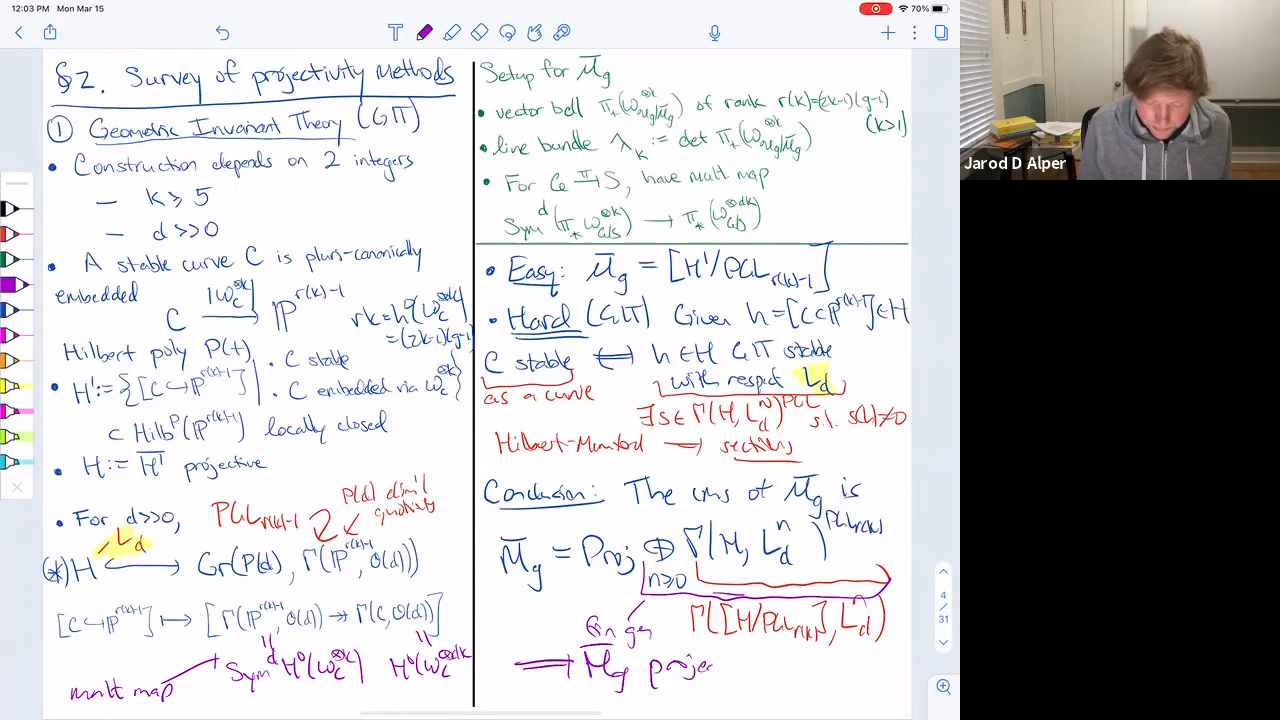 12:03 PM Mon Mar 15
70%
§2. Survey of projectivity Methods
① Geometric Invariant Theory (GIT)
• Construction depends on 2 integers
— k ≥ 5
— d >> 0
• A stable curve C is pluri-canonically
embedded
C —|ω_C^{⊗k}|→ ℙ^{r(k)-1}
r(k) = h⁰(ω_C^{⊗k})
= (2k-1)(g-1)
Hilbert poly P(t)
• H' := { [C ↪ ℙ^{r(k)-1}] | · C stable
· C embedded via ω_C^{⊗k} }
⊂ Hilb^P(ℙ^{r(k)-1}) locally closed
• H := H̅' projective
• For d >> 0,
PGL_{r(k)-1}
P(d) dim'l
quotients
L_d
(*) H ↪ Gr(P(d), Γ(ℙ^{r(k)-1}, O(d)))
[C ↪ ℙ^{r(k)-1}] ↦ [Γ(ℙ^{r(k)-1}, O(d)) ↠ Γ(C, O(d))]
Sym^d H⁰(ω_C^{⊗k}) H⁰(ω_C^{⊗dk})
mult map
Setup for M̅_g
• vector bdl π_*(ω_{U_g/M̅_g}^{⊗k}) of rank r(k)=(2k-1)(g-1)
(k>1)
• line bundle λ_k := det π_*(ω_{U_g/M̅_g}^{⊗k})
• For C —π→ S, have mult map
Sym^d(π_* ω_{C/S}^{⊗k}) → π_*(ω_{C/S}^{⊗dk})
• Easy: M̅_g = [H'/PGL_{r(k)-1}]
• Hard (GIT) Given h = [C ⊂ ℙ^{r(k)-1}] ∈ H
C stable ⟺ h ∈ H GIT stable
with respect L_d
as a curve
∃ s ∈ Γ(H, L_d^N)^{PGL} s.t. s(h) ≠ 0
Hilbert-Mumford → sections
Conclusion: The cms of M̅_g is
M̅_g = Proj ⊕_{n≥0} Γ(H, L_d^n)^{PGL_{r(k)}}
Γ([H/PGL_{r(k)}], L_d^n)
fin gen
⟹ M̅_g projec
4
/
31
Jarod D Alper